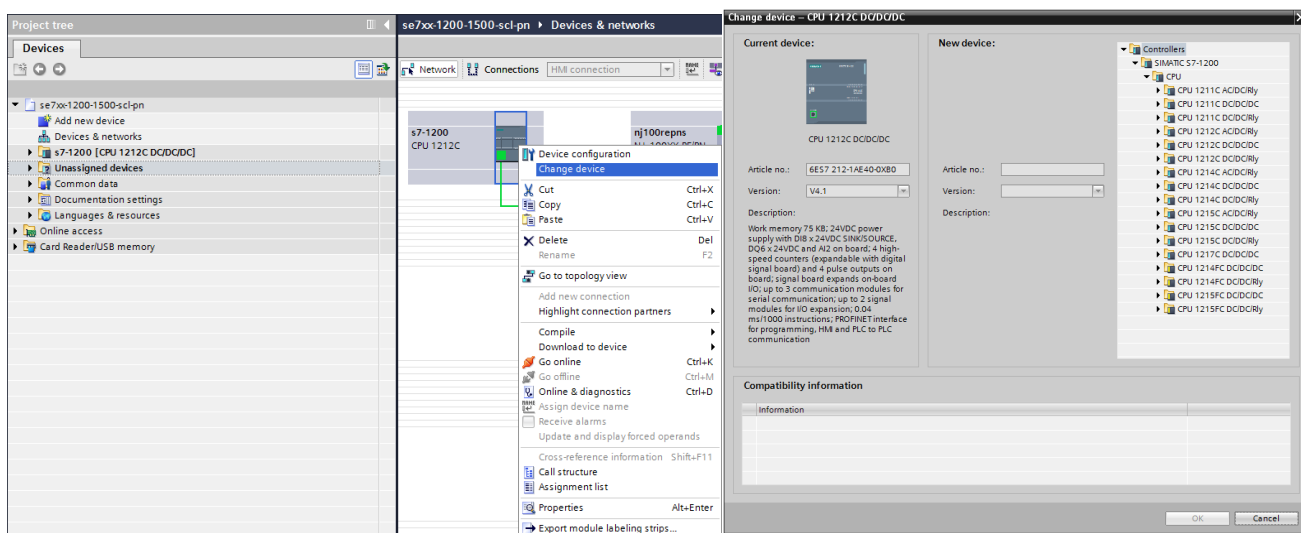 Project tree
Devices
se7xx-1200-1500-scl-pn
Add new device
Devices & networks
s7-1200 [CPU 1212C DC/DC/DC]
Unassigned devices
Common data
Documentation settings
Languages & resources
Online access
Card Reader/USB memory
se7xx-1200-1500-scl-pn ▸ Devices & networks
Network
Connections
HMI connection
s7-1200
CPU 1212C
nj100repns
Device configuration
Change device
Cut Ctrl+X
Copy Ctrl+C
Paste Ctrl+V
Delete Del
Rename F2
Go to topology view
Add new connection
Highlight connection partners
Compile
Download to device
Go online Ctrl+K
Go offline Ctrl+M
Online & diagnostics Ctrl+D
Assign device name
Receive alarms
Update and display forced operands
Cross-reference information Shift+F11
Call structure
Assignment list
Properties Alt+Enter
Export module labeling strips...
Change device – CPU 1212C DC/DC/DC
Current device:
CPU 1212C DC/DC/DC
Article no.: 6ES7 212-1AE40-0XB0
Version: V4.1
Description:
Work memory 75 KB; 24VDC power
supply with DI8 x 24VDC SINK/SOURCE,
DQ6 x 24VDC and AI2 on board; 4 high-
speed counters (expandable with digital
signal board) and 4 pulse outputs on
board; signal board expands on-board
I/O; up to 3 communication modules for
serial communication; up to 2 signal
modules for I/O expansion; 0.04
ms/1000 instructions; PROFINET interface
for programming, HMI and PLC to PLC
communication
New device:
Article no.:
Version:
Description:
Controllers
SIMATIC S7-1200
CPU
CPU 1211C AC/DC/Rly
CPU 1211C DC/DC/DC
CPU 1211C DC/DC/Rly
CPU 1212C AC/DC/Rly
CPU 1212C DC/DC/DC
CPU 1212C DC/DC/Rly
CPU 1214C AC/DC/Rly
CPU 1214C DC/DC/DC
CPU 1214C DC/DC/Rly
CPU 1215C AC/DC/Rly
CPU 1215C DC/DC/DC
CPU 1215C DC/DC/Rly
CPU 1217C DC/DC/DC
CPU 1214FC DC/DC/DC
CPU 1214FC DC/DC/Rly
CPU 1215FC DC/DC/DC
CPU 1215FC DC/DC/Rly
Compatibility information
Information
OK
Cancel